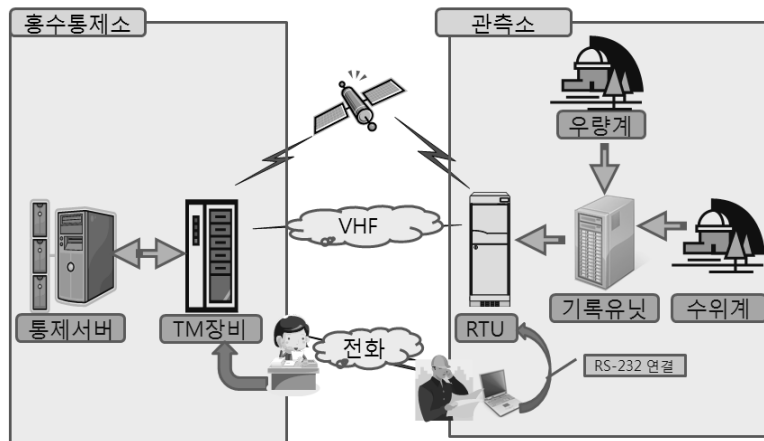 홍수통제소
관측소
우량계
VHF
통제서버
TM장비
RTU
기록유닛
수위계
전화
RS-232 연결